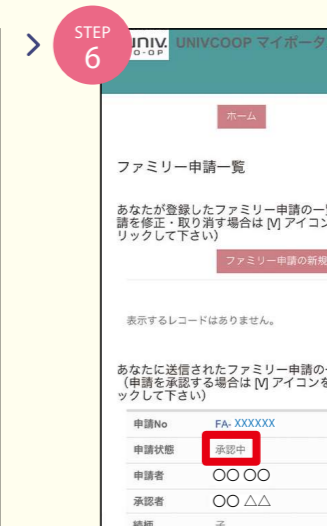 STEP
6
UNIV.
CO-OP
UNIVCOOP マイポータ
ホーム
ファミリー申請一覧
あなたが登録したファミリー申請の一
請を修正・取り消す場合は [V] アイコン
リックして下さい）
ファミリー申請の新規
表示するレコードはありません。
あなたに送信されたファミリー申請の
（申請を承認する場合は [V] アイコンを
ックして下さい）
申請No FA- XXXXXX
申請状態 承認中
申請者 〇〇 〇〇
承認者 〇〇 △△
続柄 子